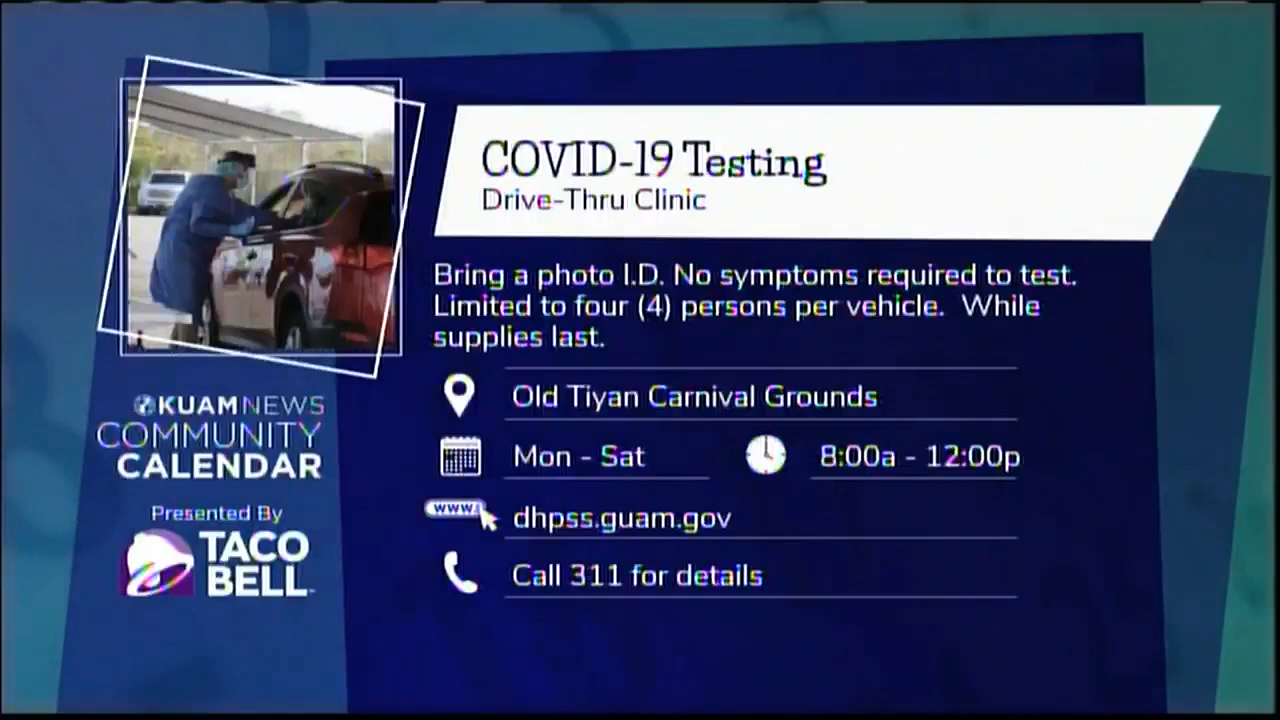 COVID-19 Testing
Drive-Thru Clinic
Bring a photo I.D. No symptoms required to test.
Limited to four (4) persons per vehicle. While
supplies last.
Old Tiyan Carnival Grounds
Mon - Sat
8:00a - 12:00p
www.
dhpss.guam.gov
Call 311 for details
KUAMNEWS
COMMUNITY
CALENDAR
Presented By
TACO
BELL